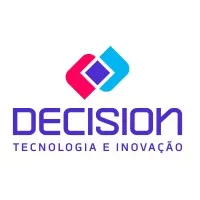 DECISION
TECNOLOGIA E INOVAÇÃO